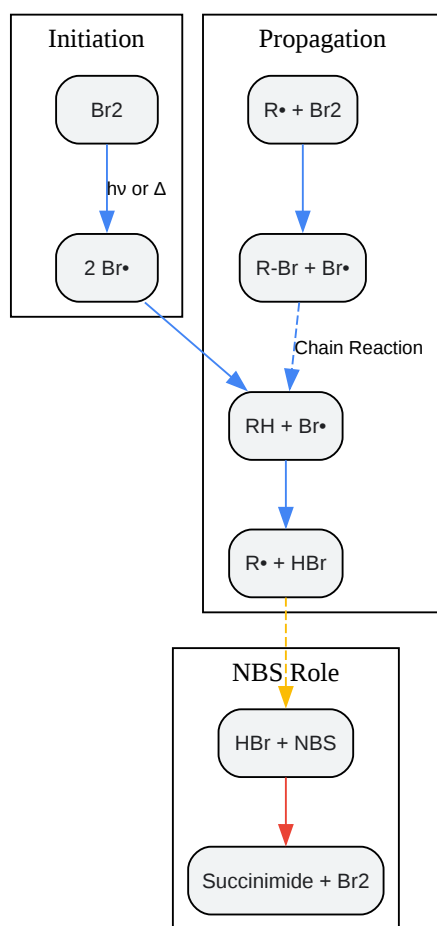 Initiation
Br2
hν or Δ
2 Br•
Propagation
R• + Br2
R-Br + Br•
Chain Reaction
RH + Br•
R• + HBr
NBS Role
HBr + NBS
Succinimide + Br2